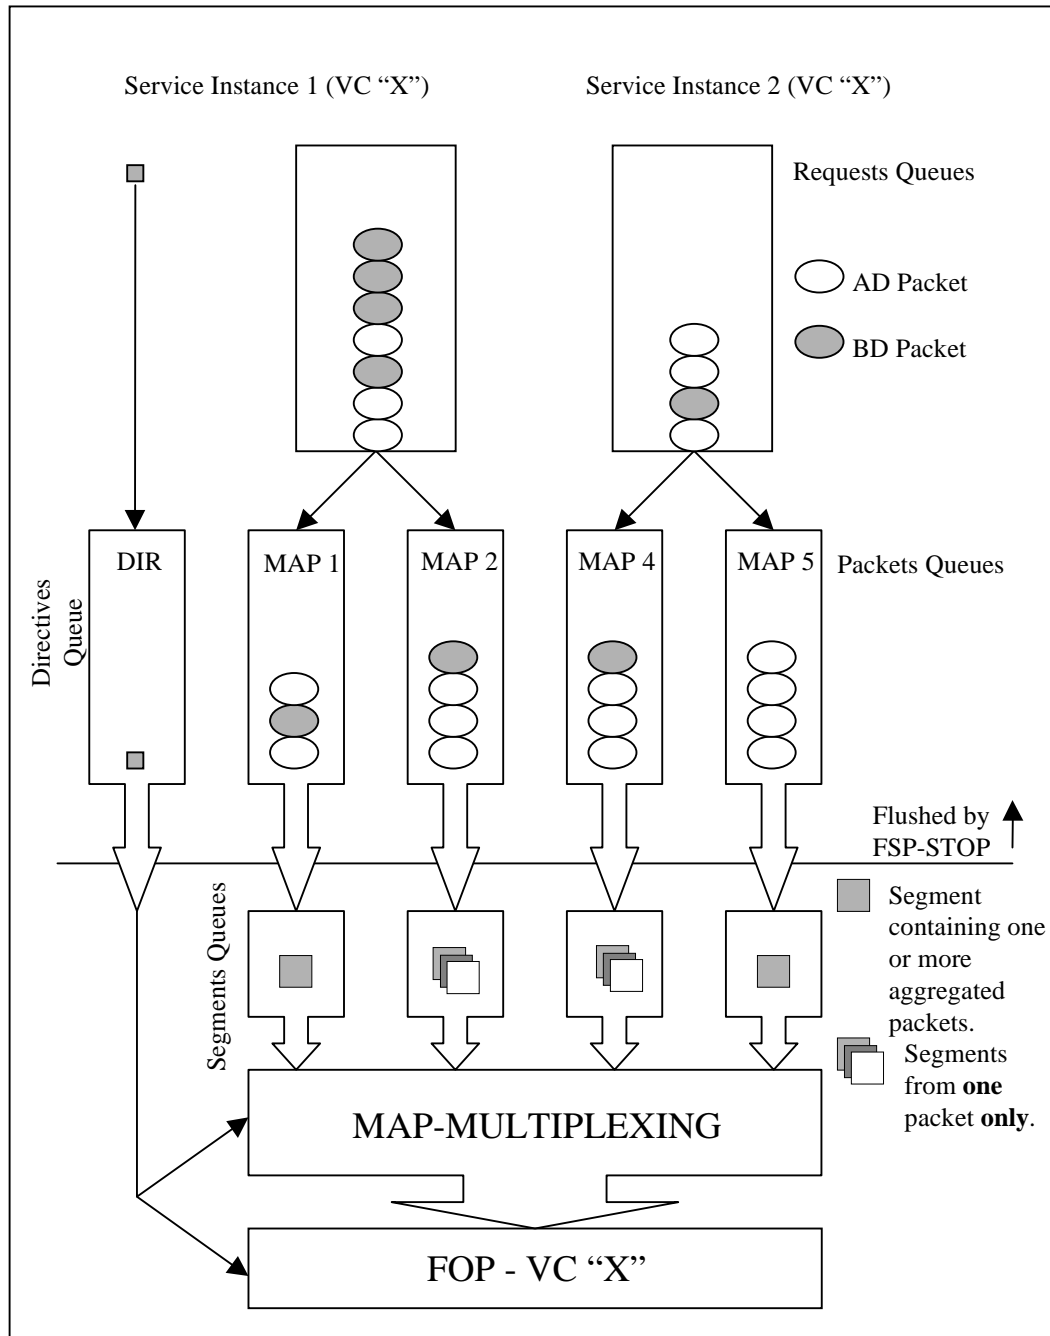 Service Instance 1 (VC “X”)
Service Instance 2 (VC “X”)
Requests Queues
AD Packet
BD Packet
DIR
MAP 1
MAP 2
MAP 4
MAP 5
Packets Queues
Directives
Queue
Flushed by
FSP-STOP
Segments Queues
Segment
containing one
or more
aggregated
packets.
Segments
from one
packet only.
MAP-MULTIPLEXING
FOP - VC “X”